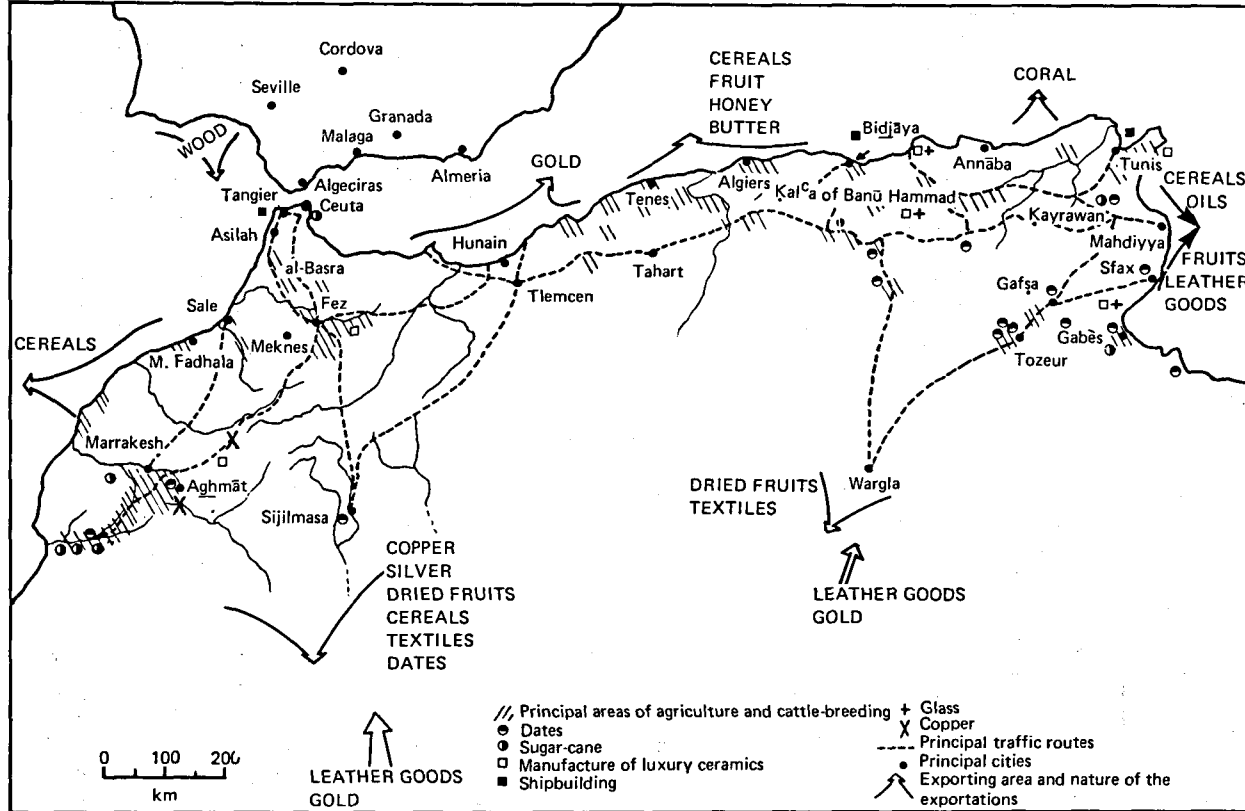 Cordova
Seville
Granada
Malaga
Almeria
WOOD
Algeciras
Tangier
Ceuta
Asilah
GOLD
CEREALS
FRUIT
HONEY
BUTTER
CORAL
Bidjāya
Annāba
Tunis
Algiers
Tenes
Kalᶜa of Banū Hammad
CEREALS
OILS
Kayrawan
Mahdiyya
Hunain
Tlemcen
Tahart
al-Basra
Fez
Sale
Meknes
M. Fadhala
CEREALS
Sfax
FRUITS
LEATHER
GOODS
Gafṣa
Gabès
Tozeur
Marrakesh
Aghmāt
Sijilmasa
Wargla
DRIED FRUITS
TEXTILES
LEATHER GOODS
GOLD
COPPER
SILVER
DRIED FRUITS
CEREALS
TEXTILES
DATES
LEATHER GOODS
GOLD
0 100 200
km
Principal areas of agriculture and cattle-breeding
Dates
Sugar-cane
Manufacture of luxury ceramics
Shipbuilding
Glass
Copper
Principal traffic routes
Principal cities
Exporting area and nature of the
exportations